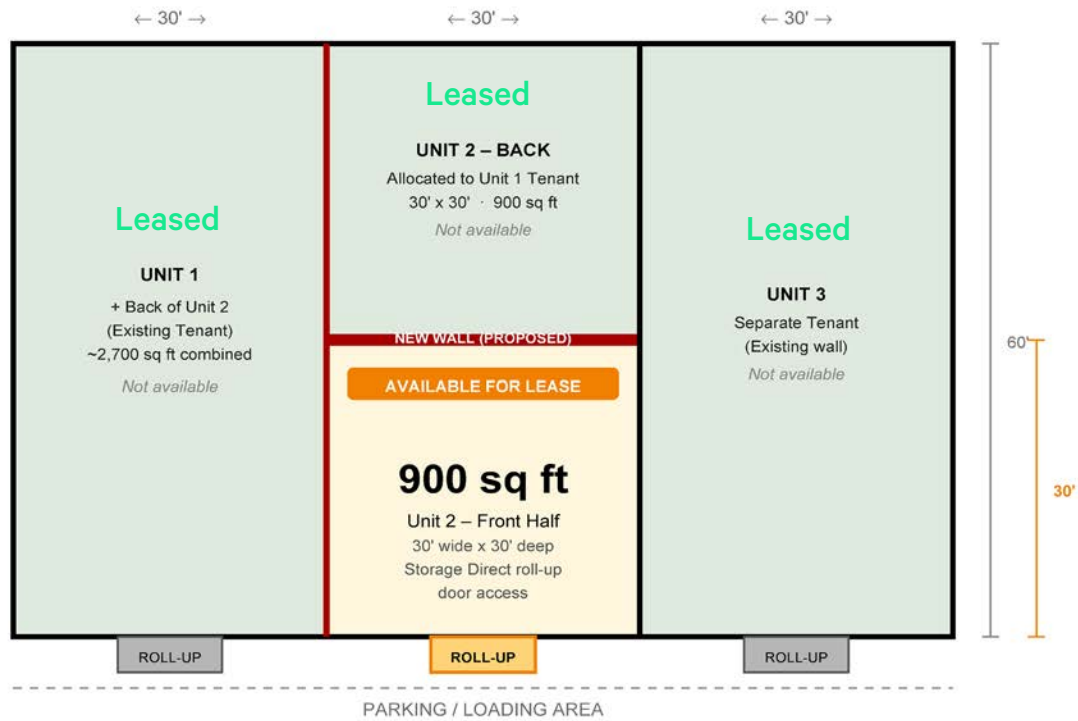 ← 30' →
← 30' →
← 30' →
Leased
UNIT 1
+ Back of Unit 2
(Existing Tenant)
~2,700 sq ft combined
Not available
Leased
UNIT 2 – BACK
Allocated to Unit 1 Tenant
30' x 30' · 900 sq ft
Not available
NEW WALL (PROPOSED)
AVAILABLE FOR LEASE
900 sq ft
Unit 2 – Front Half
30' wide x 30' deep
Storage Direct roll-up
door access
Leased
UNIT 3
Separate Tenant
(Existing wall)
Not available
60'
30'
ROLL-UP
ROLL-UP
ROLL-UP
PARKING / LOADING AREA